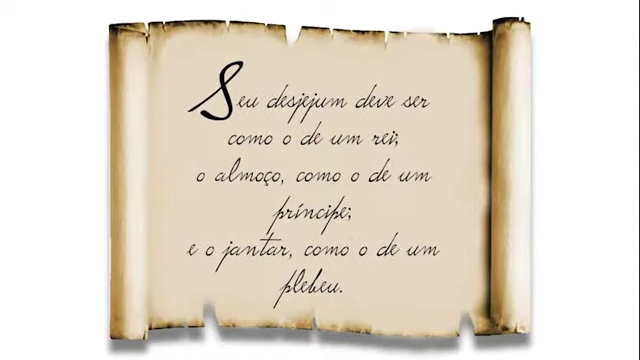 Seu desjejum deve ser
como o de um rei;
o almoço, como o de um
príncipe;
e o jantar, como o de um
plebeu.